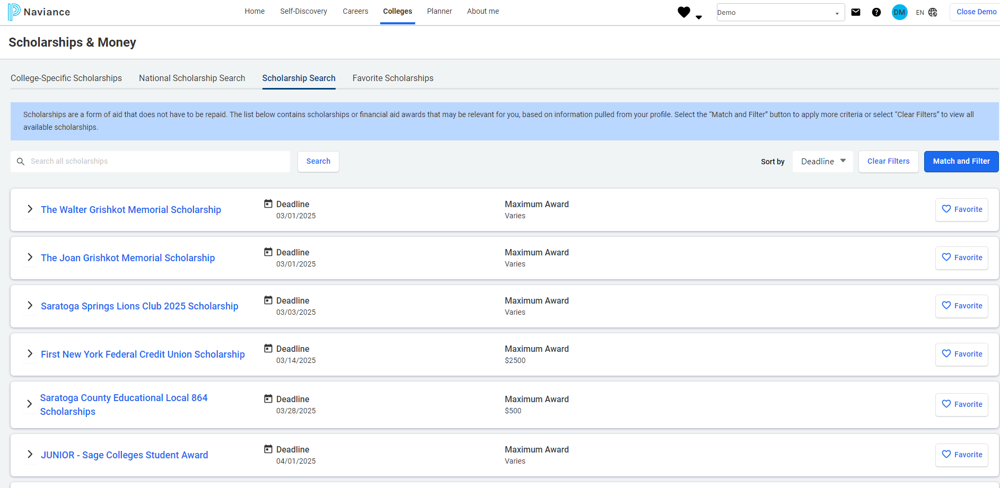 Naviance
Home Self-Discovery Careers Colleges Planner About me
Demo
DM
EN
Close Demo
Scholarships & Money
College-Specific Scholarships National Scholarship Search Scholarship Search Favorite Scholarships
Scholarships are a form of aid that does not have to be repaid. The list below contains scholarships or financial aid awards that may be relevant for you, based on information pulled from your profile. Select the “Match and Filter” button to apply more criteria or select “Clear Filters” to view all
available scholarships.
Search all scholarships
Search
Sort by
Deadline
Clear Filters
Match and Filter
The Walter Grishkot Memorial Scholarship
Deadline
03/01/2025
Maximum Award
Varies
Favorite
The Joan Grishkot Memorial Scholarship
Deadline
03/01/2025
Maximum Award
Varies
Favorite
Saratoga Springs Lions Club 2025 Scholarship
Deadline
03/03/2025
Maximum Award
Varies
Favorite
First New York Federal Credit Union Scholarship
Deadline
03/14/2025
Maximum Award
$2500
Favorite
Saratoga County Educational Local 864
Scholarships
Deadline
03/28/2025
Maximum Award
$500
Favorite
JUNIOR - Sage Colleges Student Award
Deadline
04/01/2025
Maximum Award
Varies
Favorite